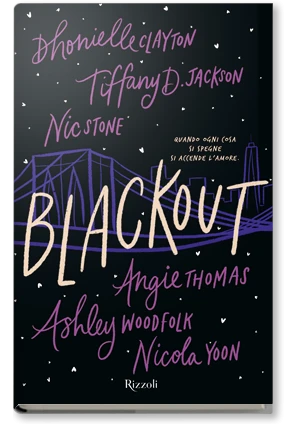 Dhonielle CLAYTON
Tiffany D. JACKSON
Nic STONE
QUANDO OGNI COSA
SI SPEGNE
SI ACCENDE L'AMORE.
BLACKOUT
Angie THOMAS
Ashley WOODFOLK
Nicola YOON
Rizzoli